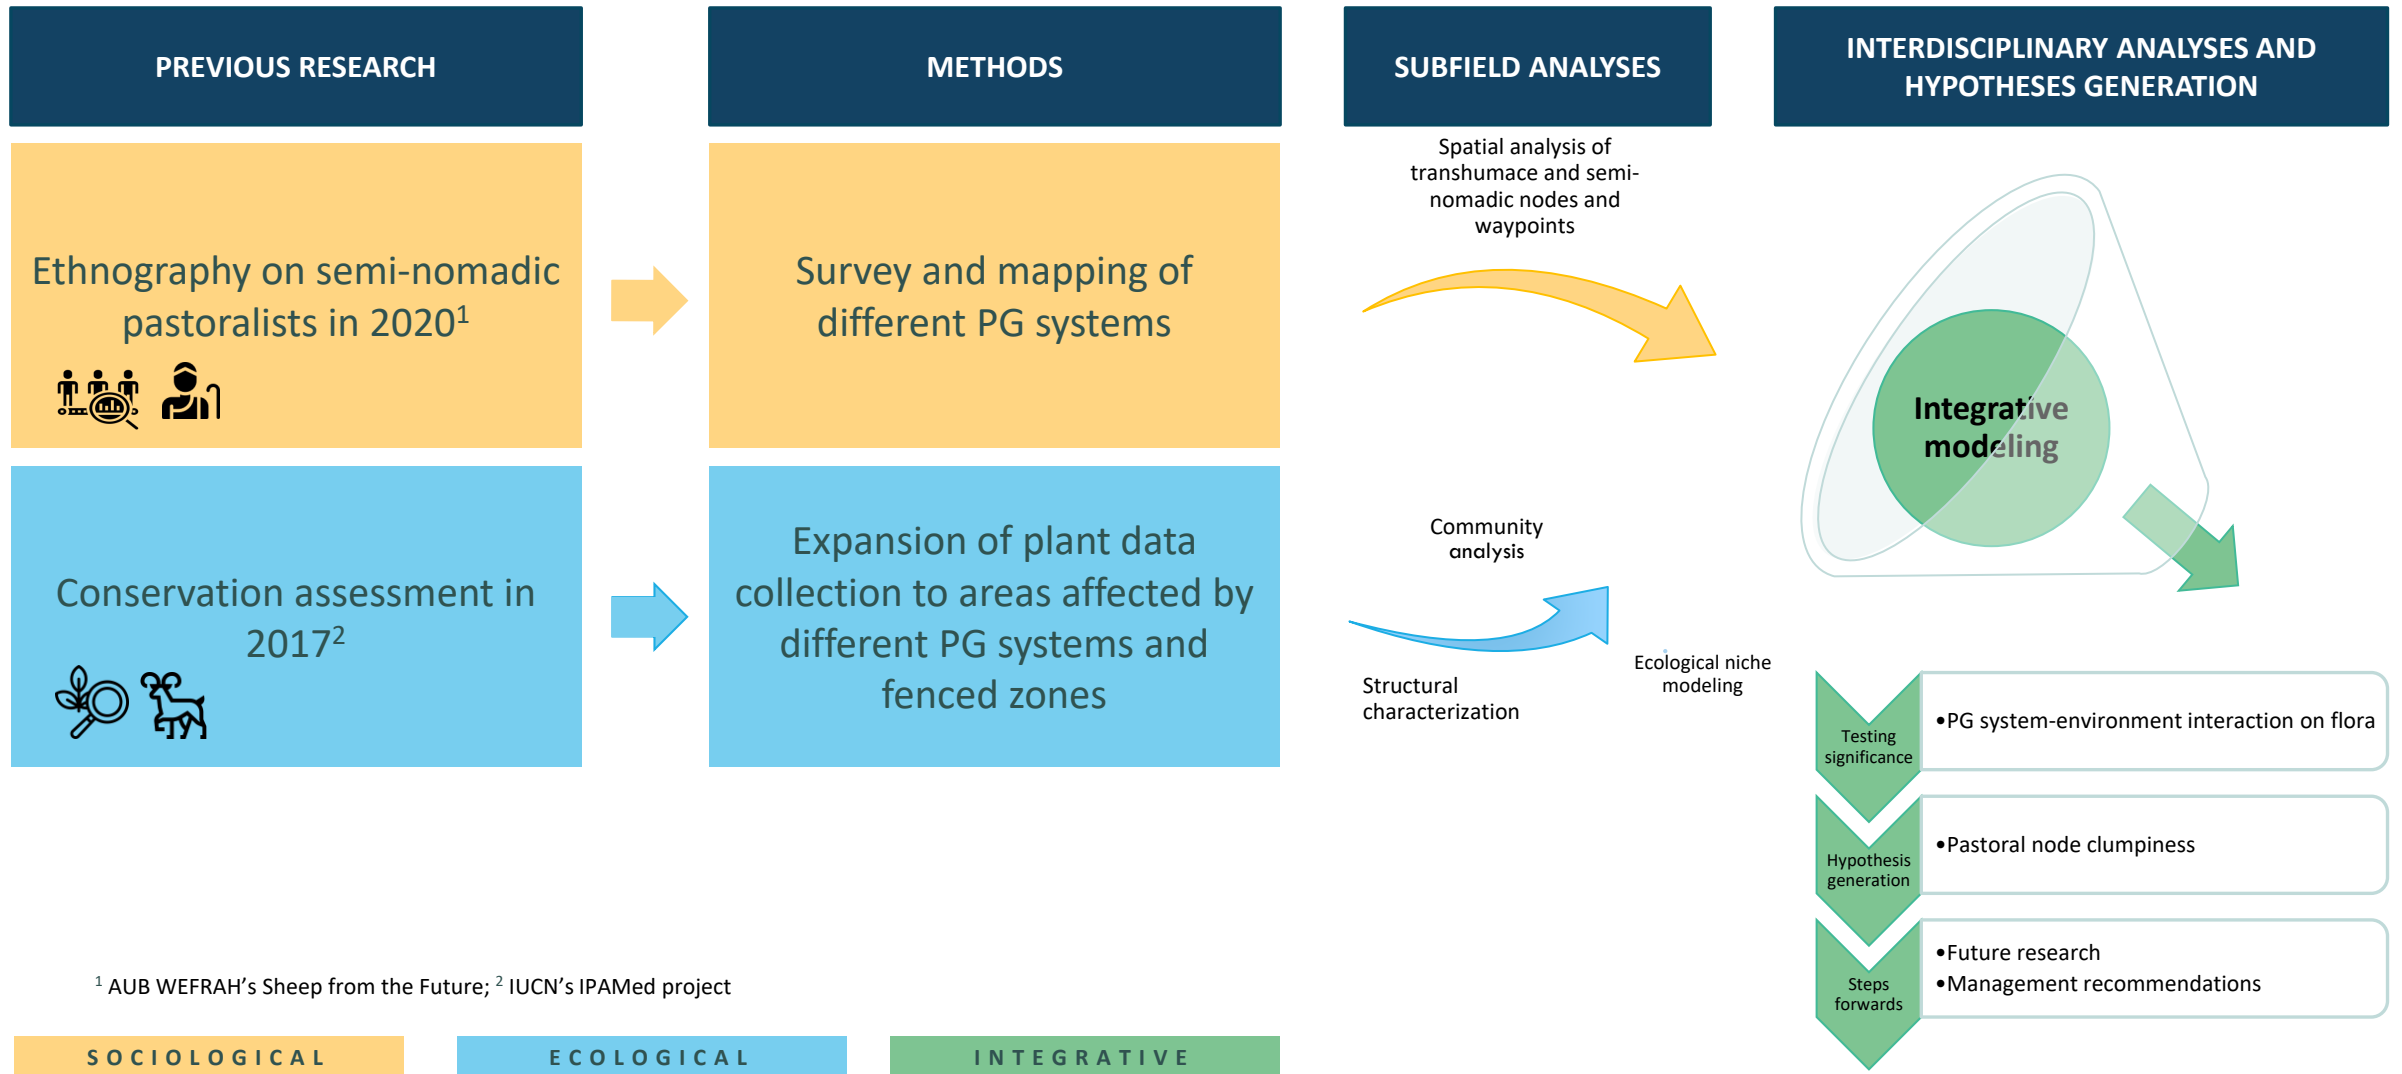 PREVIOUS RESEARCH
METHODS
SUBFIELD ANALYSES
INTERDISCIPLINARY ANALYSES AND
HYPOTHESES GENERATION
Ethnography on semi-nomadic
pastoralists in 2020¹
Survey and mapping of
different PG systems
Spatial analysis of
transhumace and semi-
nomadic nodes and
waypoints
Integrative
modeling
Conservation assessment in
2017²
Expansion of plant data
collection to areas affected by
different PG systems and
fenced zones
Community
analysis
Structural
characterization
Ecological niche
modeling
Testing
significance
•PG system-environment interaction on flora
Hypothesis
generation
•Pastoral node clumpiness
Steps
forwards
•Future research
•Management recommendations
¹ AUB WEFRAH’s Sheep from the Future; ² IUCN’s IPAMed project
SOCIOLOGICAL
ECOLOGICAL
INTEGRATIVE